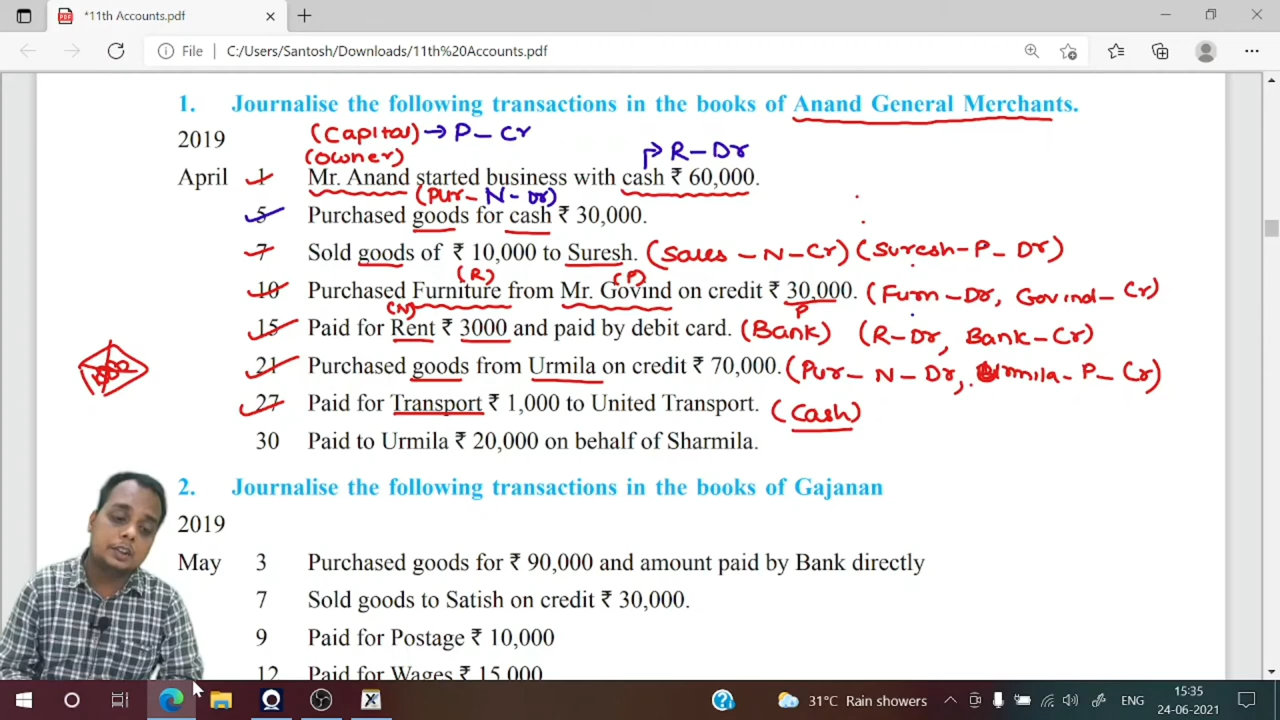 *11th Accounts.pdf
File
C:/Users/Santosh/Downloads/11th%20Accounts.pdf
1. Journalise the following transactions in the books of Anand General Merchants.
2019
(Capital) → P - Cr
(owner)
R - Dr
April 1 Mr. Anand started business with cash ₹ 60,000.
(Pur - N - Dr)
5 Purchased goods for cash ₹ 30,000.
7 Sold goods of ₹ 10,000 to Suresh. (Sales - N - Cr) (Suresh - P - Dr)
(R) (P)
10 Purchased Furniture from Mr. Govind on credit ₹ 30,000. (Furn - Dr, Govind - Cr)
(N) P
15 Paid for Rent ₹ 3000 and paid by debit card. (Bank) (R - Dr, Bank - Cr)
21 Purchased goods from Urmila on credit ₹ 70,000. (Pur - N - Dr, Urmila - P - Cr)
27 Paid for Transport ₹ 1,000 to United Transport. (Cash)
30 Paid to Urmila ₹ 20,000 on behalf of Sharmila.
2. Journalise the following transactions in the books of Gajanan
2019
May 3 Purchased goods for ₹ 90,000 and amount paid by Bank directly
7 Sold goods to Satish on credit ₹ 30,000.
9 Paid for Postage ₹ 10,000
12 Paid for Wages ₹ 15,000
31°C Rain showers
ENG
15:35
24-06-2021